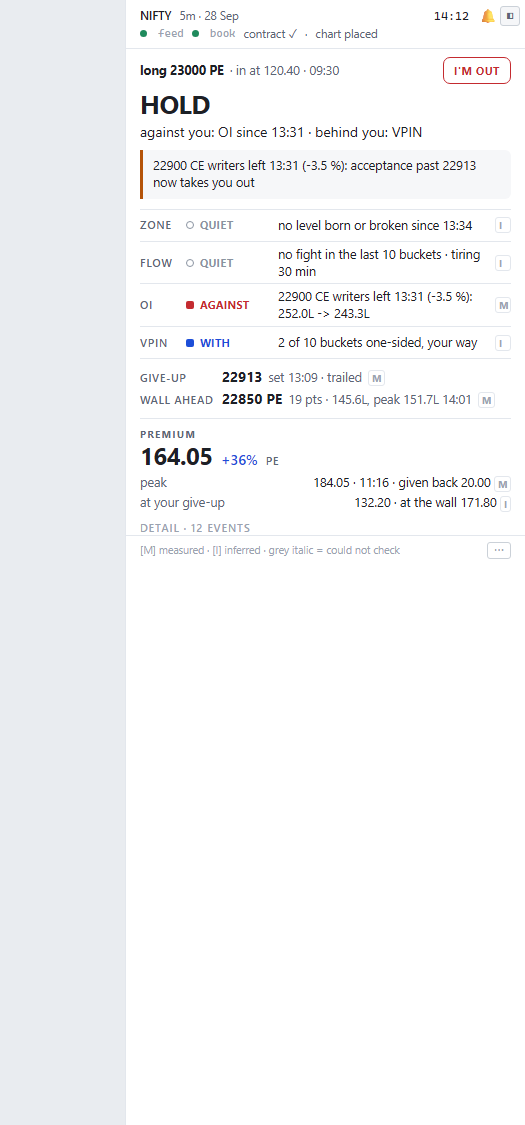 NIFTY 5m · 28 Sep 14:12
feed book contract ✓ · chart placed
long 23000 PE · in at 120.40 · 09:30 I'M OUT
HOLD
against you: OI since 13:31 · behind you: VPIN
22900 CE writers left 13:31 (-3.5 %): acceptance past 22913
now takes you out
ZONE QUIET no level born or broken since 13:34 I
FLOW QUIET no fight in the last 10 buckets · tiring
30 min I
OI AGAINST 22900 CE writers left 13:31 (-3.5 %):
252.0L -> 243.3L M
VPIN WITH 2 of 10 buckets one-sided, your way I
GIVE-UP 22913 set 13:09 · trailed M
WALL AHEAD 22850 PE 19 pts · 145.6L, peak 151.7L 14:01 M
PREMIUM
164.05 +36% PE
peak 184.05 · 11:16 · given back 20.00 M
at your give-up 132.20 · at the wall 171.80 I
DETAIL · 12 EVENTS
[M] measured · [I] inferred · grey italic = could not check ···